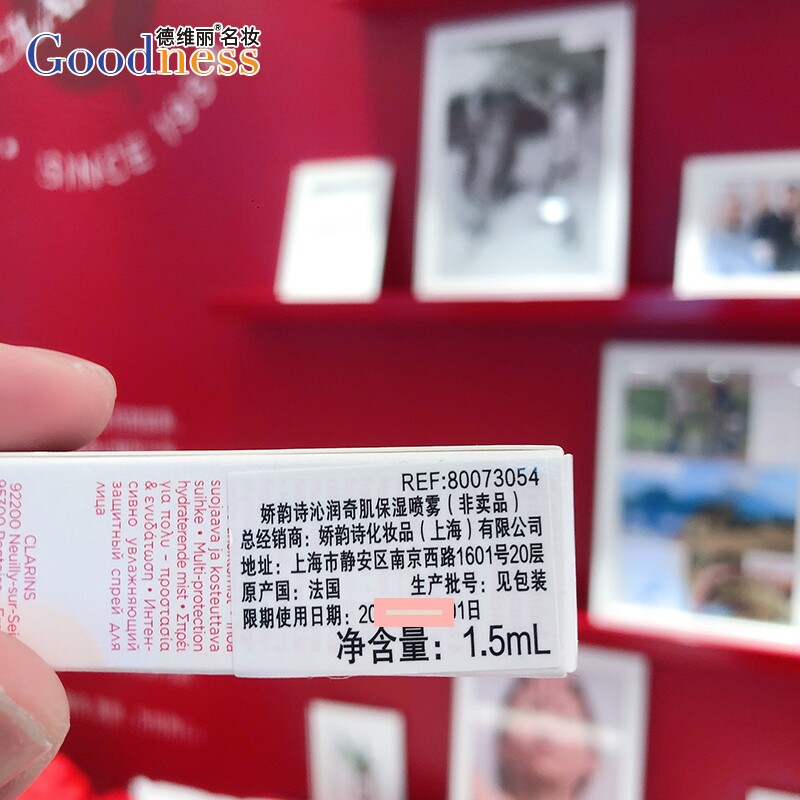 德维丽®名妆
Goodness
SINCE 19
REF:80073054
娇韵诗沁润奇肌保湿喷雾（非卖品）
总经销商：娇韵诗化妆品（上海）有限公司
地址：上海市静安区南京西路1601号20层
原产国：法国 生产批号：见包装
限期使用日期：20 01日
净含量：1.5mL
suojaava ja kosteuttava
suihke • Multi-protection
hydraterende mist • Σπρέι
για πολυ - προστασία
& ενυδάτωση • Интен-
сивно увлажняющий
защитный спрей для
лица
CLARINS
92200 Neuilly-sur-Sei